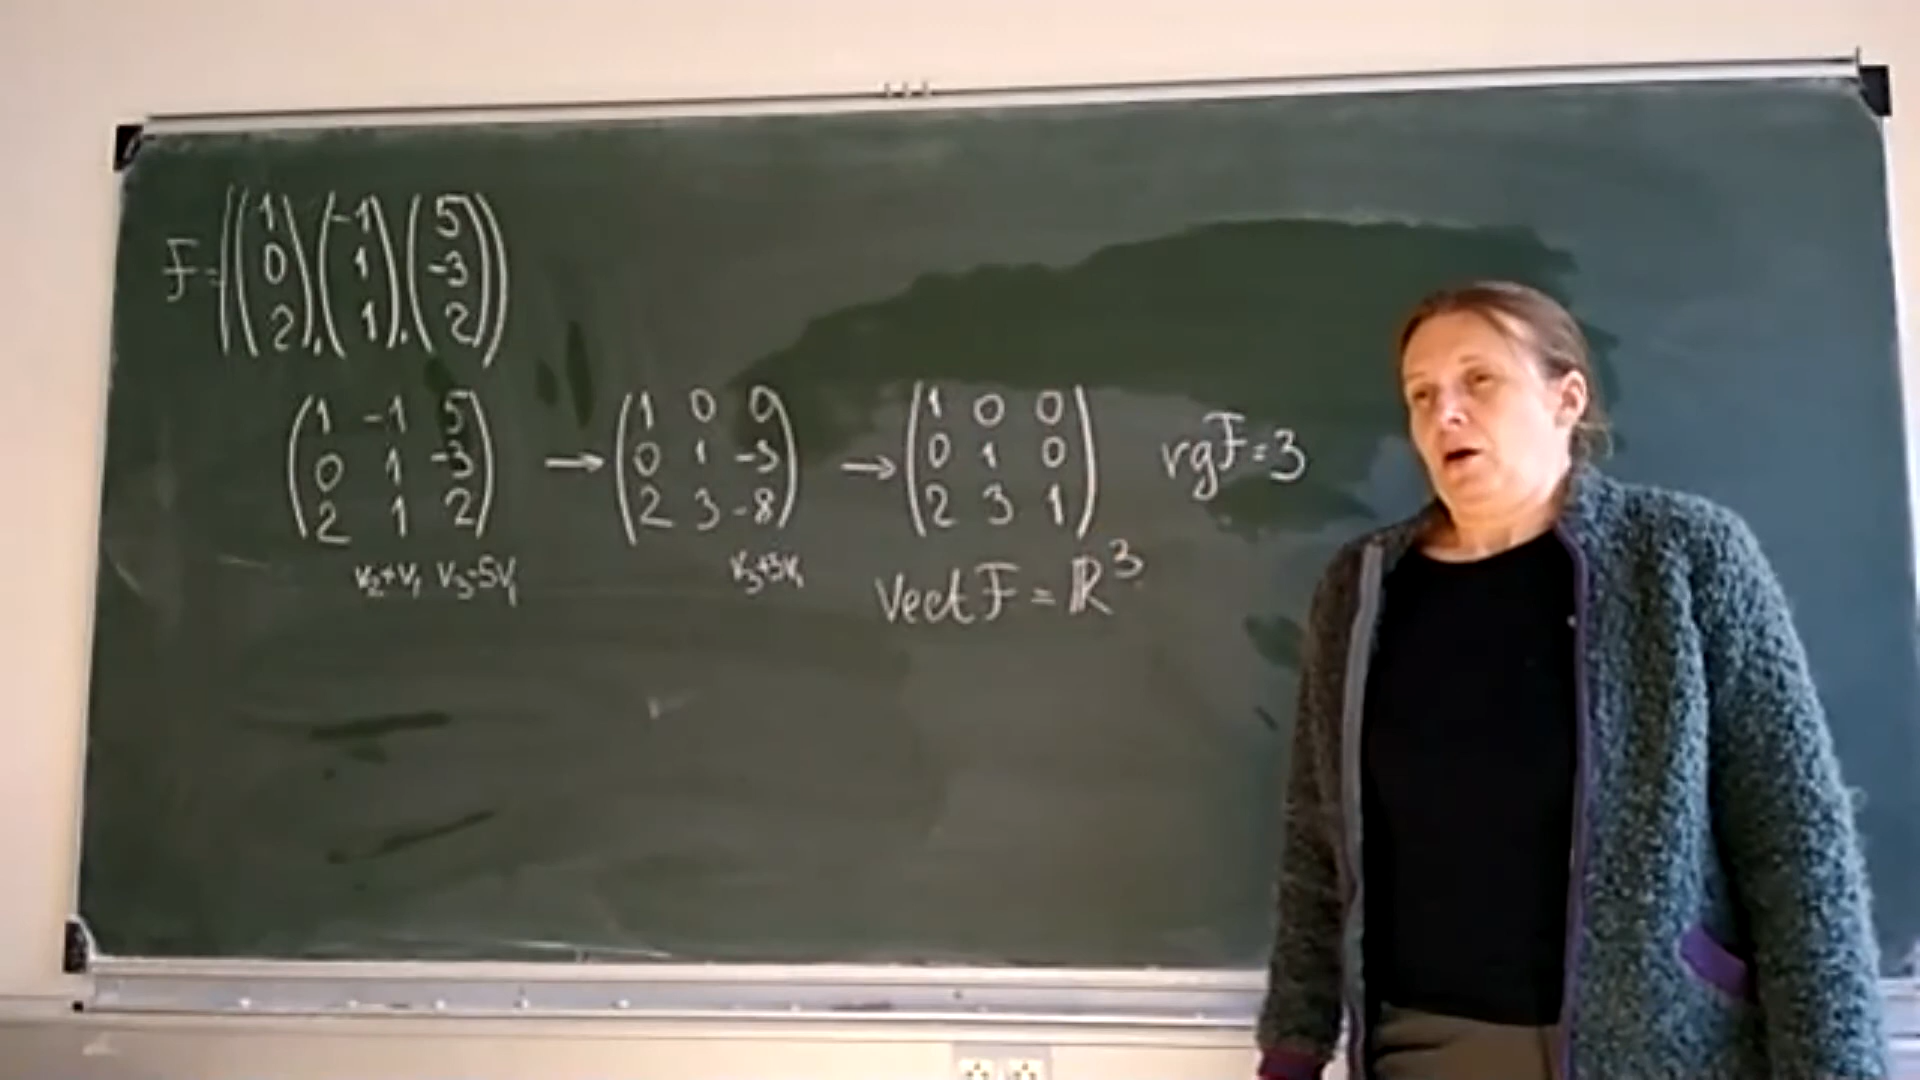 F = ((1 0 2), (-1 1 1), (5 -3 2))
(1 -1 5) → (1 0 0) → (1 0 0) rg F = 3
(0 1 -3) (0 1 -3) (0 1 0)
(2 1 2) (2 3 -8) (2 3 1)
v₂+v₁ v₃-5v₁ v₃+3v₁
Vect F = ℝ³